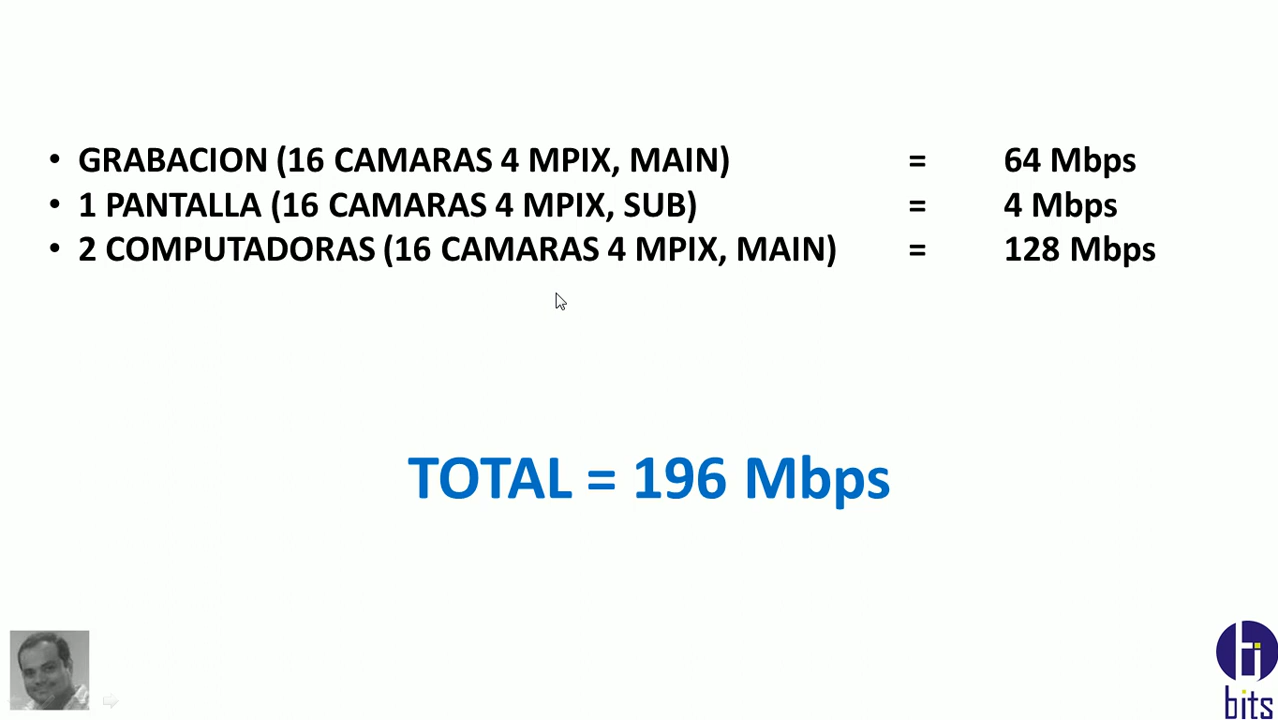 • GRABACION (16 CAMARAS 4 MPIX, MAIN) = 64 Mbps
• 1 PANTALLA (16 CAMARAS 4 MPIX, SUB) = 4 Mbps
• 2 COMPUTADORAS (16 CAMARAS 4 MPIX, MAIN) = 128 Mbps
TOTAL = 196 Mbps
bits